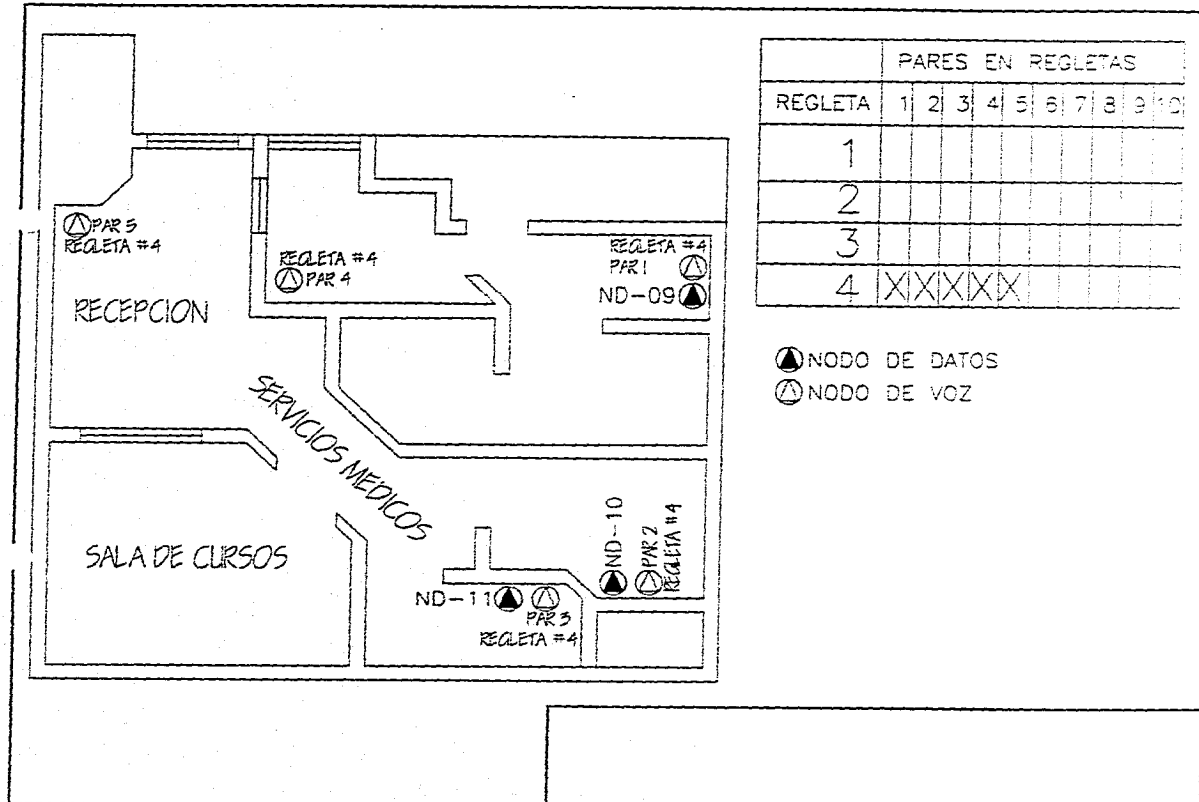 PARES EN REGLETAS
REGLETA 1 2 3 4 5 6 7 8 9 10
1
2
3
4 X X X X X
NODO DE DATOS
NODO DE VOZ
PAR 5
REGLETA #4
REGLETA #4
PAR 4
REGLETA #4
PAR 1
ND-09
RECEPCION
SERVICIOS MEDICOS
SALA DE CURSOS
ND-10
PAR 2
REGLETA #4
ND-11
PAR 3
REGLETA #4